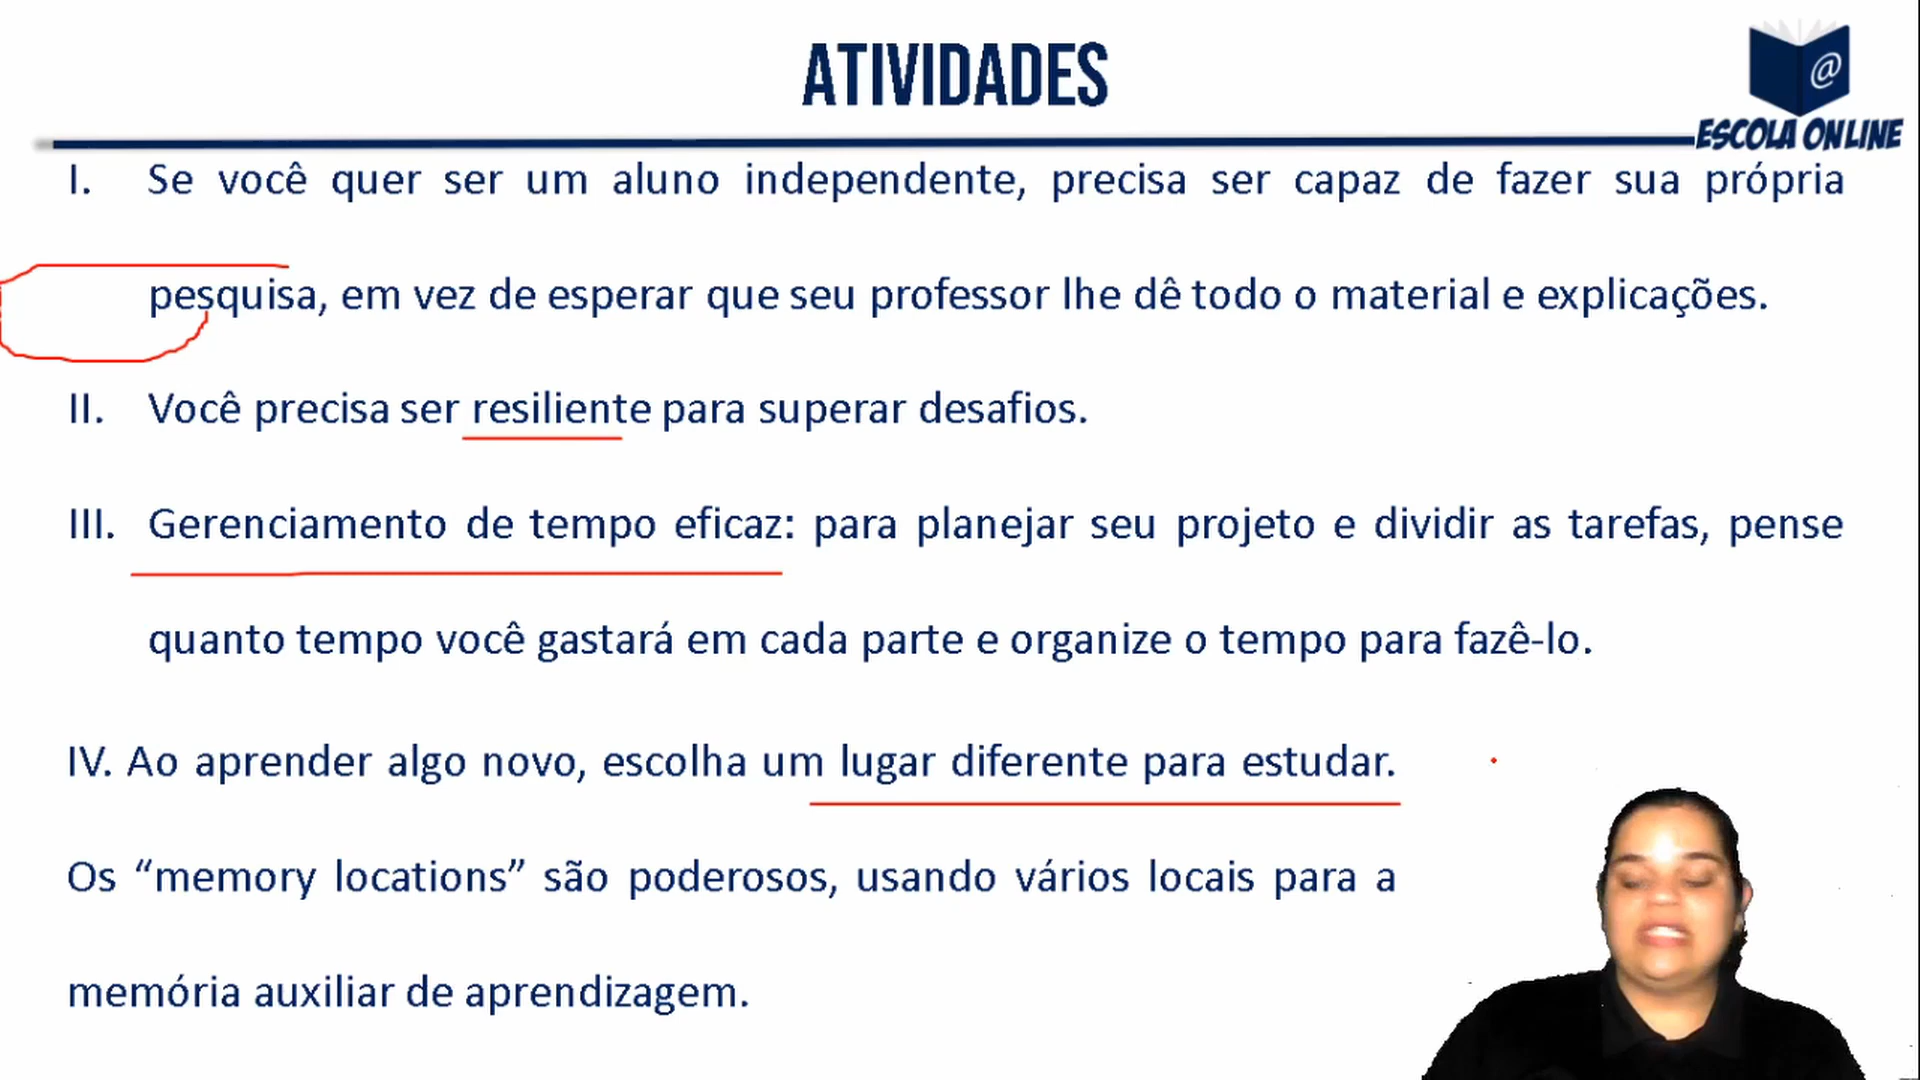 ATIVIDADES
@
ESCOLA ONLINE
I. Se você quer ser um aluno independente, precisa ser capaz de fazer sua própria
pesquisa, em vez de esperar que seu professor lhe dê todo o material e explicações.
II. Você precisa ser resiliente para superar desafios.
III. Gerenciamento de tempo eficaz: para planejar seu projeto e dividir as tarefas, pense
quanto tempo você gastará em cada parte e organize o tempo para fazê-lo.
IV. Ao aprender algo novo, escolha um lugar diferente para estudar.
Os “memory locations” são poderosos, usando vários locais para a
memória auxiliar de aprendizagem.